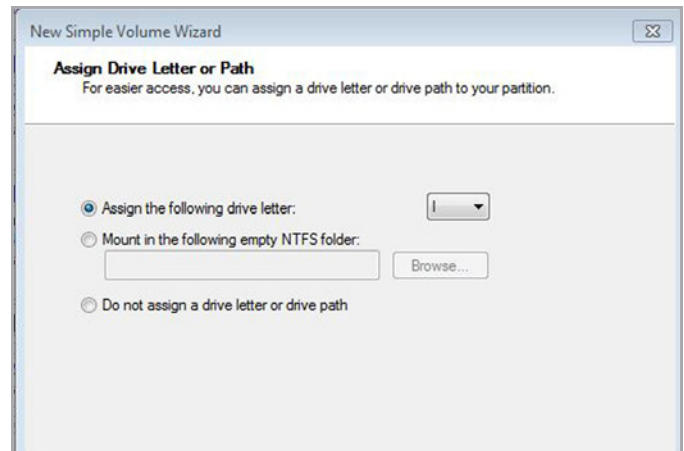 New Simple Volume Wizard
Assign Drive Letter or Path
For easier access, you can assign a drive letter or drive path to your partition.
Assign the following drive letter: I
Mount in the following empty NTFS folder:
Browse...
Do not assign a drive letter or drive path